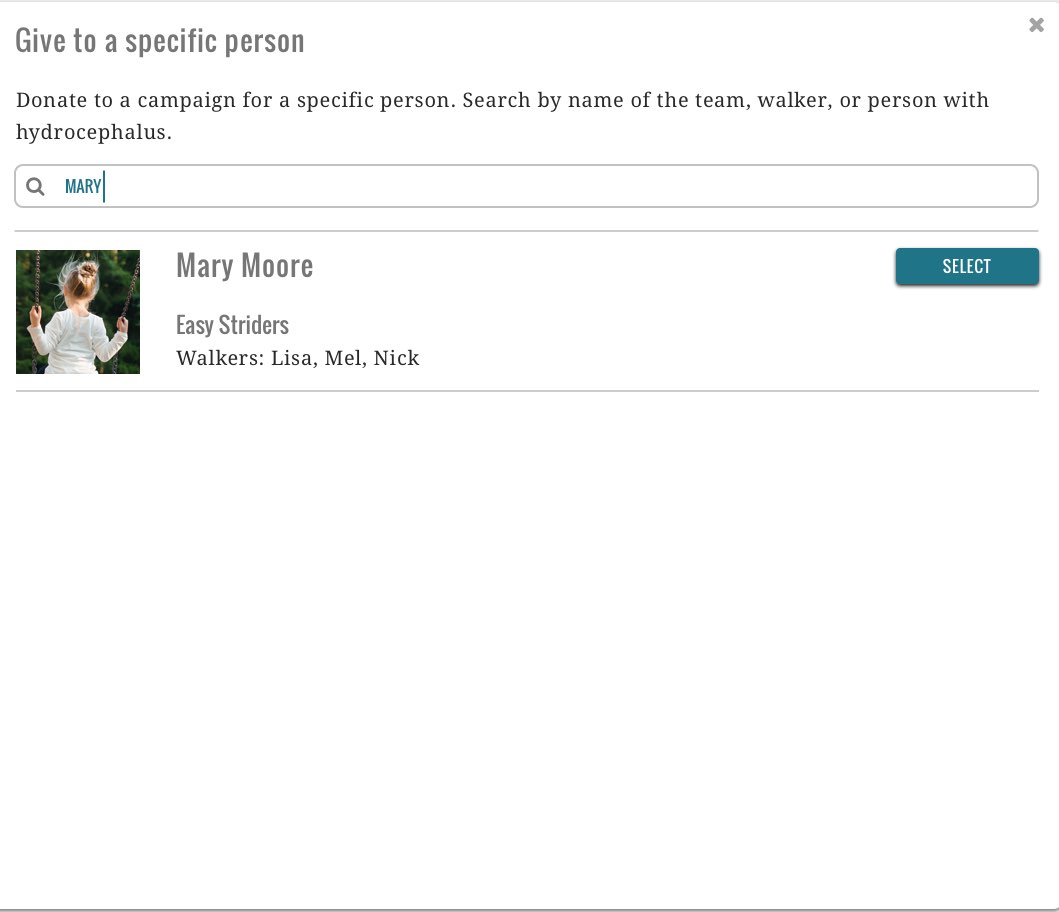 Give to a specific person
Donate to a campaign for a specific person. Search by name of the team, walker, or person with
hydrocephalus.
MARY
Mary Moore
SELECT
Easy Striders
Walkers: Lisa, Mel, Nick